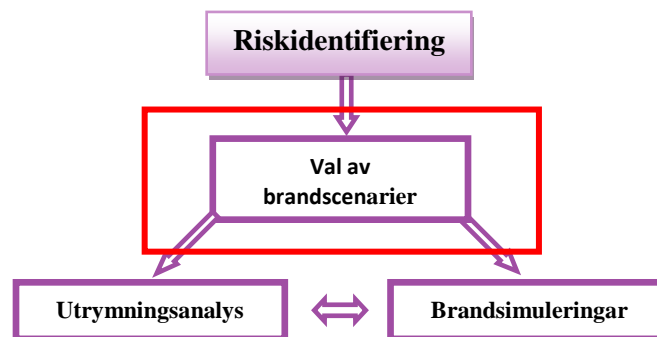 Riskidentifiering
Val av
brandscenarier
Utrymningsanalys
Brandsimuleringar